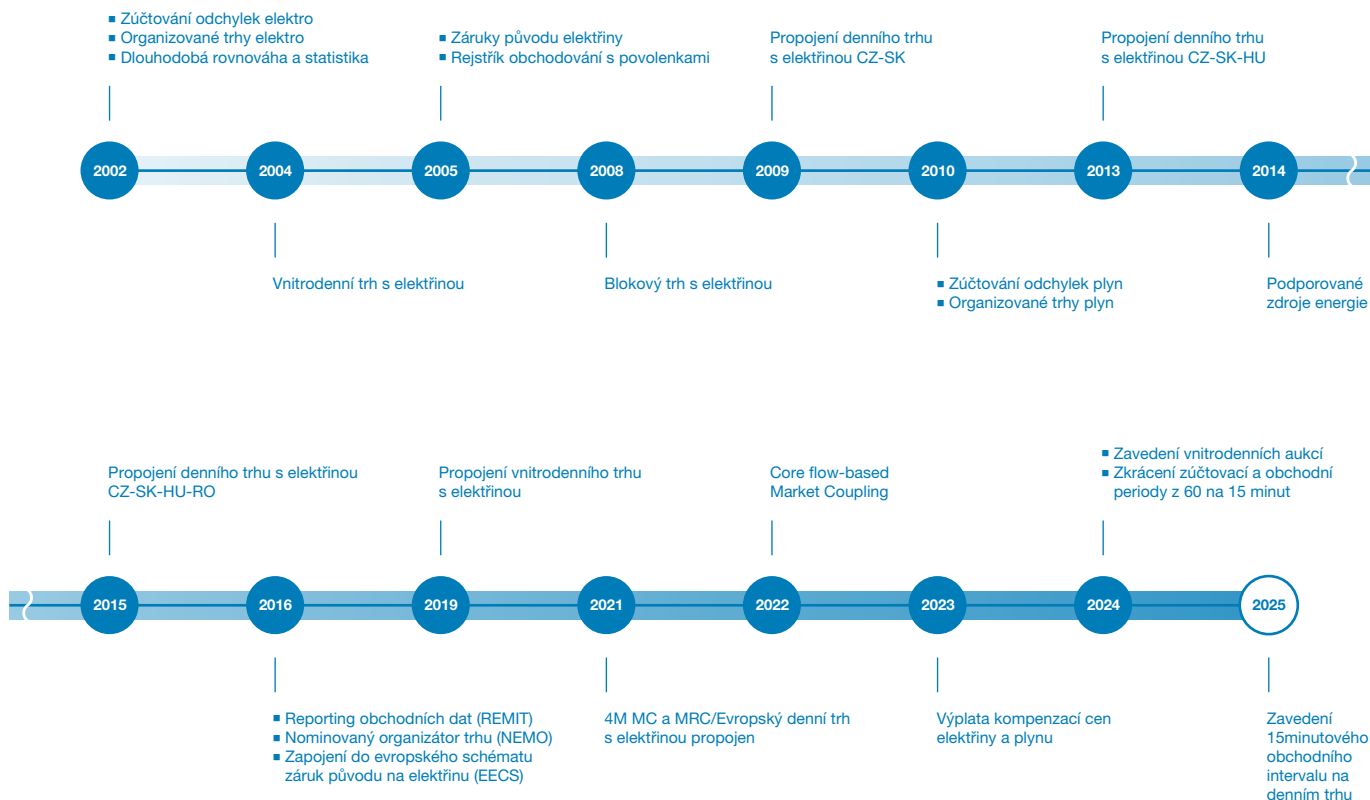 ■ Zúčtování odchylek elektro
■ Organizované trhy elektro
■ Dlouhodobá rovnováha a statistika
■ Záruky původu elektřiny
■ Rejstřík obchodování s povolenkami
Propojení denního trhu
s elektřinou CZ-SK
Propojení denního trhu
s elektřinou CZ-SK-HU
2002
2004
2005
2008
2009
2010
2013
2014
Vnitrodenní trh s elektřinou
Blokový trh s elektřinou
■ Zúčtování odchylek plyn
■ Organizované trhy plyn
Podporované
zdroje energie
Propojení denního trhu s elektřinou
CZ-SK-HU-RO
Propojení vnitrodenního trhu
s elektřinou
Core flow-based
Market Coupling
■ Zavedení vnitrodenních aukcí
■ Zkrácení zúčtovací a obchodní
periody z 60 na 15 minut
2015
2016
2019
2021
2022
2023
2024
2025
■ Reporting obchodních dat (REMIT)
■ Nominovaný organizátor trhu (NEMO)
■ Zapojení do evropského schématu
záruk původu na elektřinu (EECS)
4M MC a MRC/Evropský denní trh
s elektřinou propojen
Výplata kompenzací cen
elektřiny a plynu
Zavedení
15minutového
obchodního
intervalu na
denním trhu